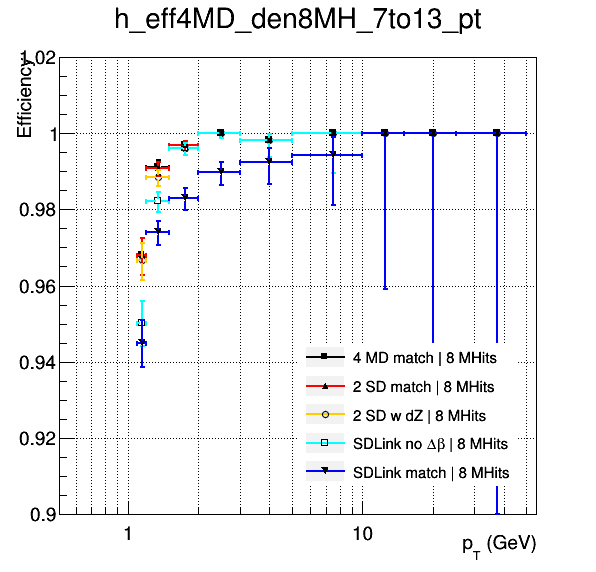 h_eff4MD_den8MH_7to13_pt
Efficiency
1.02
1
0.98
0.96
0.94
0.92
0.9
4 MD match | 8 MHits
2 SD match | 8 MHits
2 SD w dZ | 8 MHits
SDLink no Δβ | 8 MHits
SDLink match | 8 MHits
1
10
p_T (GeV)